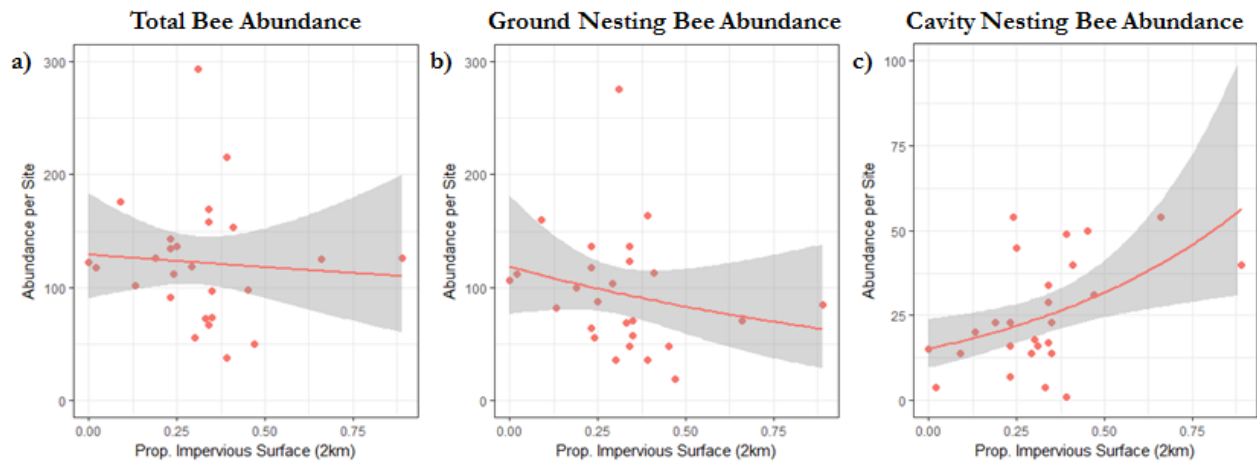 Total Bee Abundance
Ground Nesting Bee Abundance
Cavity Nesting Bee Abundance
a)
300
200
100
0
Abundance per Site
0.00
0.25
0.50
0.75
Prop. Impervious Surface (2km)
b)
300
200
100
0
Abundance per Site
0.00
0.25
0.50
0.75
Prop. Impervious Surface (2km)
c)
100
75
50
25
0
Abundance per Site
0.00
0.25
0.50
0.75
Prop. Impervious Surface (2km)